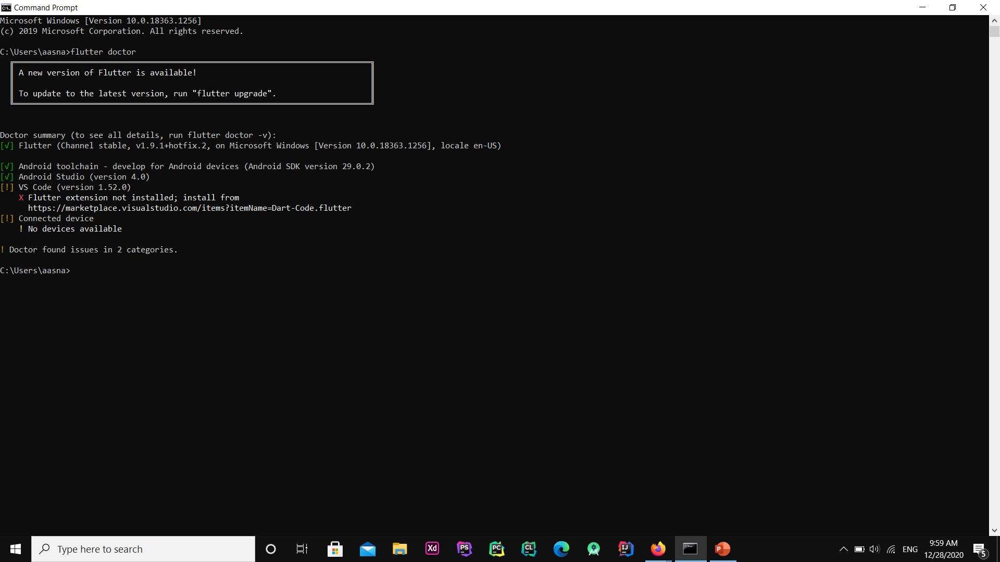 Command Prompt
Microsoft Windows [Version 10.0.18363.1256]
(c) 2019 Microsoft Corporation. All rights reserved.
C:\Users\aasna>flutter doctor
A new version of Flutter is available!
To update to the latest version, run "flutter upgrade".
Doctor summary (to see all details, run flutter doctor -v):
[√] Flutter (Channel stable, v1.9.1+hotfix.2, on Microsoft Windows [Version 10.0.18363.1256], locale en-US)
[√] Android toolchain - develop for Android devices (Android SDK version 29.0.2)
[√] Android Studio (version 4.0)
[!] VS Code (version 1.52.0)
X Flutter extension not installed; install from
https://marketplace.visualstudio.com/items?itemName=Dart-Code.flutter
[!] Connected device
! No devices available
! Doctor found issues in 2 categories.
C:\Users\aasna>
Type here to search
Xd
PS
PC
CL
IJ
P
ENG
9:59 AM
12/28/2020
5